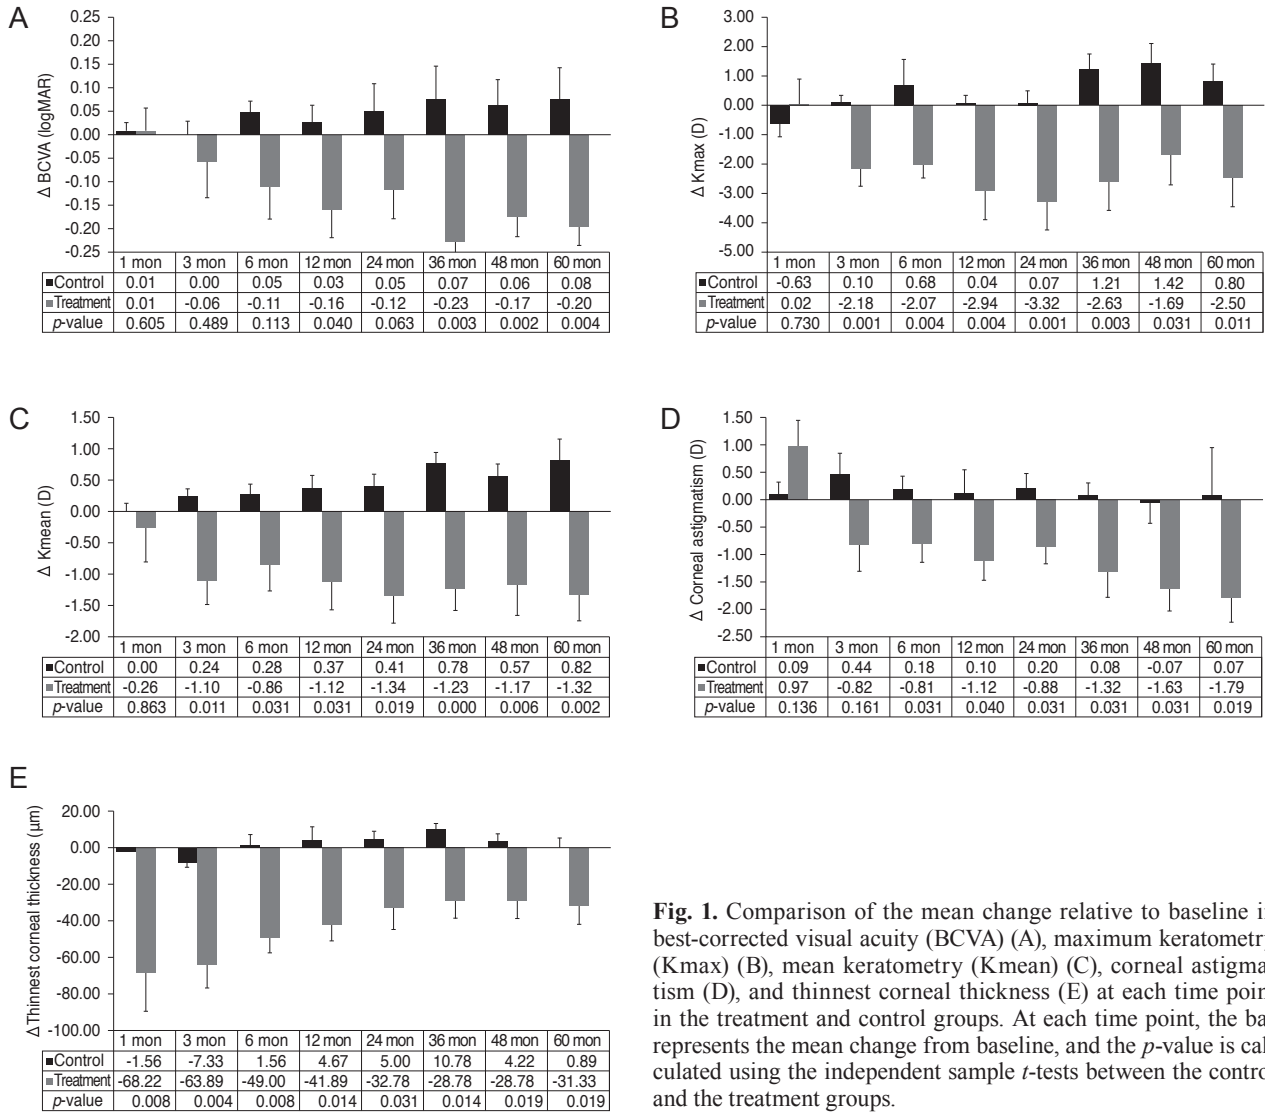 A
Δ BCVA (logMAR)
0.25
0.20
0.15
0.10
0.05
0.00
-0.05
-0.10
-0.15
-0.20
-0.25
1 mon 3 mon 6 mon 12 mon 24 mon 36 mon 48 mon 60 mon
Control 0.01 0.00 0.05 0.03 0.05 0.07 0.06 0.08
Treatment 0.01 -0.06 -0.11 -0.16 -0.12 -0.23 -0.17 -0.20
p-value 0.605 0.489 0.113 0.040 0.063 0.003 0.002 0.004
B
Δ Kmax (D)
3.00
2.00
1.00
0.00
-1.00
-2.00
-3.00
-4.00
-5.00
1 mon 3 mon 6 mon 12 mon 24 mon 36 mon 48 mon 60 mon
Control -0.63 0.10 0.68 0.04 0.07 1.21 1.42 0.80
Treatment 0.02 -2.18 -2.07 -2.94 -3.32 -2.63 -1.69 -2.50
p-value 0.730 0.001 0.004 0.004 0.001 0.003 0.031 0.011
C
Δ Kmean (D)
1.50
1.00
0.50
0.00
-0.50
-1.00
-1.50
-2.00
1 mon 3 mon 6 mon 12 mon 24 mon 36 mon 48 mon 60 mon
Control 0.00 0.24 0.28 0.37 0.41 0.78 0.57 0.82
Treatment -0.26 -1.10 -0.86 -1.12 -1.34 -1.23 -1.17 -1.32
p-value 0.863 0.011 0.031 0.031 0.019 0.000 0.006 0.002
D
Δ Corneal astigmatism (D)
1.50
1.00
0.50
0.00
-0.50
-1.00
-1.50
-2.00
-2.50
1 mon 3 mon 6 mon 12 mon 24 mon 36 mon 48 mon 60 mon
Control 0.09 0.44 0.18 0.10 0.20 0.08 -0.07 0.07
Treatment 0.97 -0.82 -0.81 -1.12 -0.88 -1.32 -1.63 -1.79
p-value 0.136 0.161 0.031 0.040 0.031 0.031 0.031 0.019
E
Δ Thinnest corneal thickness (μm)
20.00
0.00
-20.00
-40.00
-60.00
-80.00
-100.00
1 mon 3 mon 6 mon 12 mon 24 mon 36 mon 48 mon 60 mon
Control -1.56 -7.33 1.56 4.67 5.00 10.78 4.22 0.89
Treatment -68.22 -63.89 -49.00 -41.89 -32.78 -28.78 -28.78 -31.33
p-value 0.008 0.004 0.008 0.014 0.031 0.014 0.019 0.019
Fig. 1. Comparison of the mean change relative to baseline i
best-corrected visual acuity (BCVA) (A), maximum keratometr
(Kmax) (B), mean keratometry (Kmean) (C), corneal astigma
tism (D), and thinnest corneal thickness (E) at each time poin
in the treatment and control groups. At each time point, the ba
represents the mean change from baseline, and the p-value is cal
culated using the independent sample t-tests between the contro
and the treatment groups.